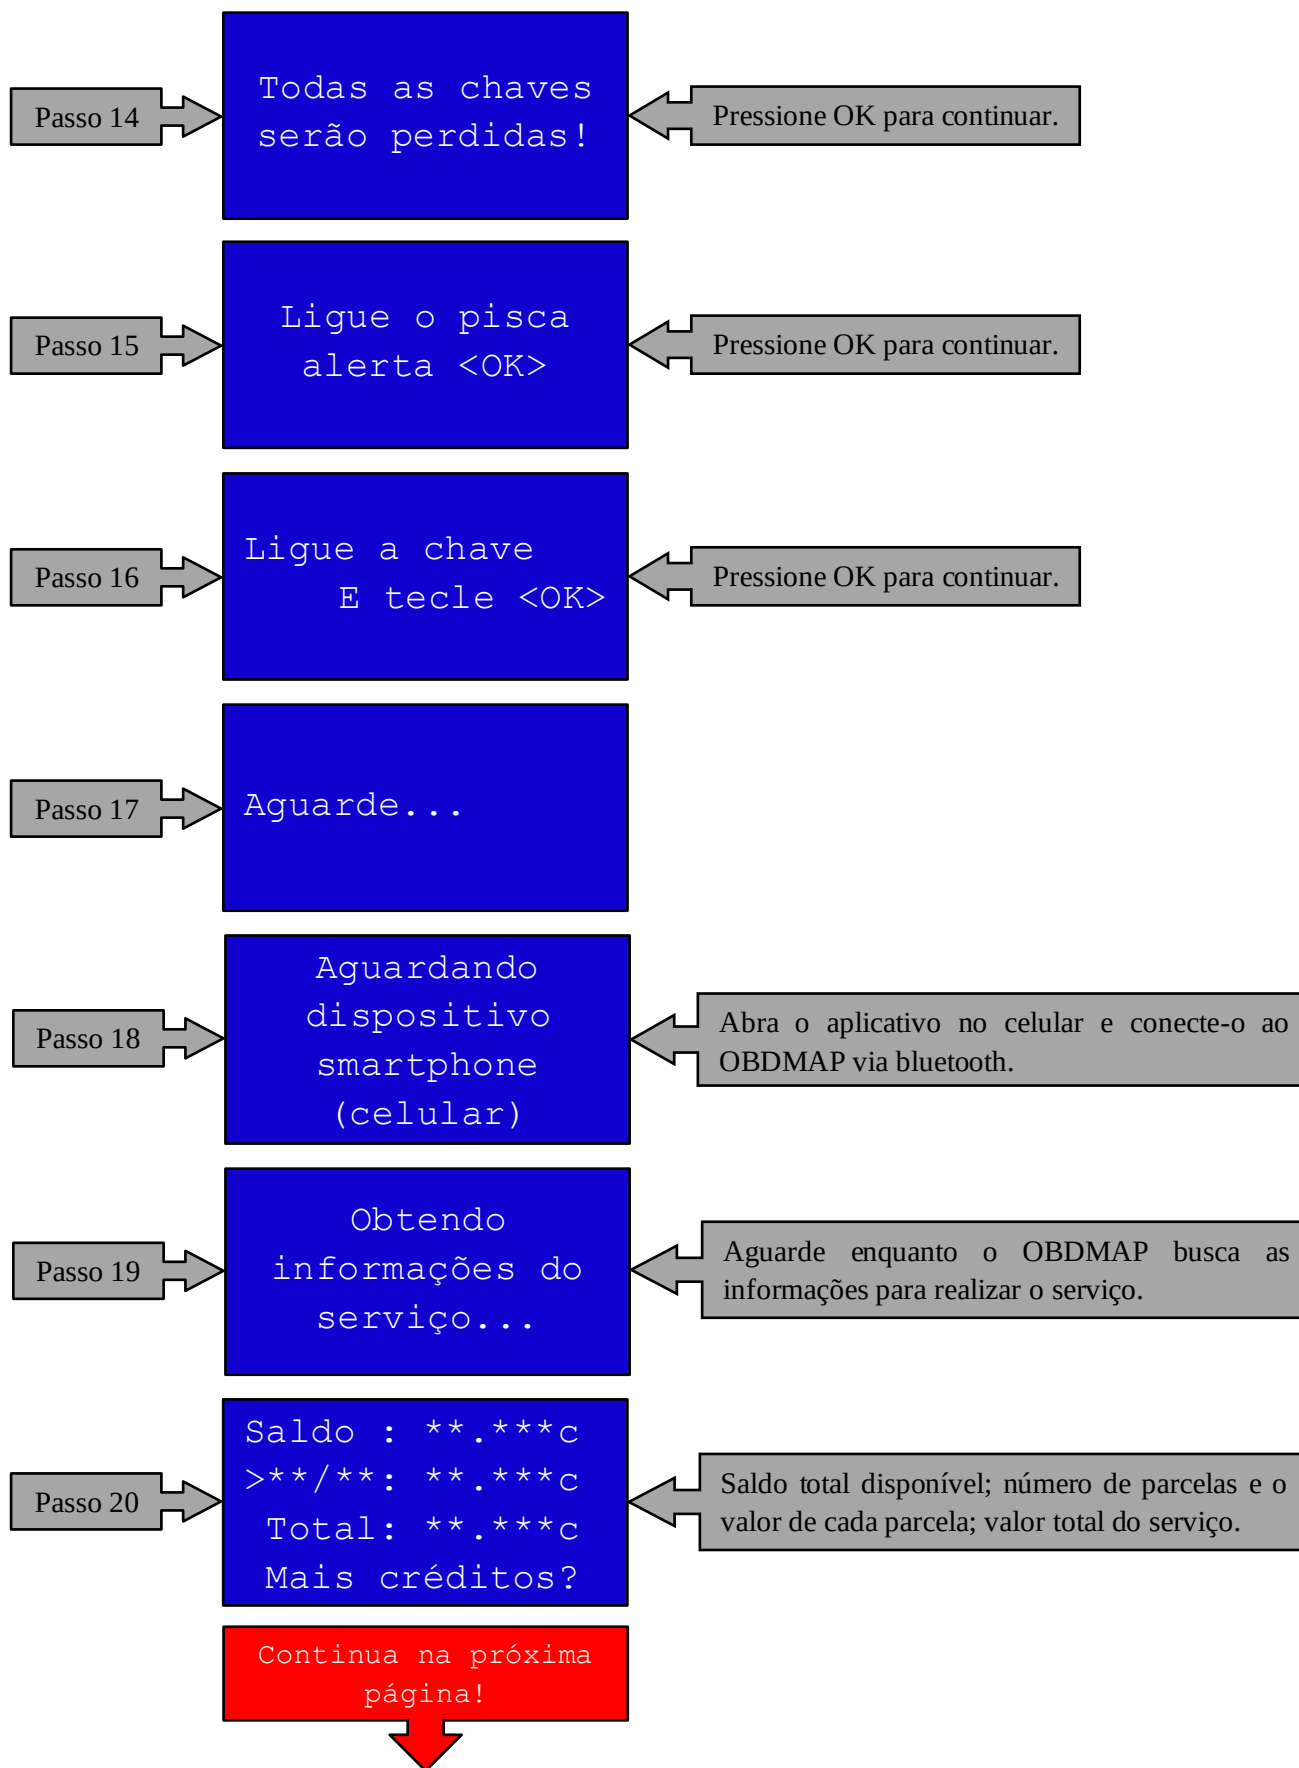 Passo 14
Todas as chaves
serão perdidas!
Pressione OK para continuar.
Passo 15
Ligue o pisca
alerta <OK>
Pressione OK para continuar.
Passo 16
Ligue a chave
E tecle <OK>
Pressione OK para continuar.
Passo 17
Aguarde...
Passo 18
Aguardando
dispositivo
smartphone
(celular)
Abra o aplicativo no celular e conecte-o ao
OBDMAP via bluetooth.
Passo 19
Obtendo
informações do
serviço...
Aguarde enquanto o OBDMAP busca as
informações para realizar o serviço.
Passo 20
Saldo : **.***c
>**/**: **.***c
Total: **.***c
Mais créditos?
Saldo total disponível; número de parcelas e o
valor de cada parcela; valor total do serviço.
Continua na próxima
página!